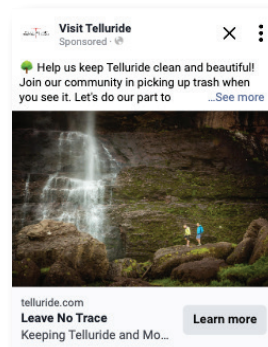 Visit Telluride
Sponsored ·
🌳 Help us keep Telluride clean and beautiful!
Join our community in picking up trash when
you see it. Let's do our part to ...See more
telluride.com
Leave No Trace
Keeping Telluride and Mo...
Learn more